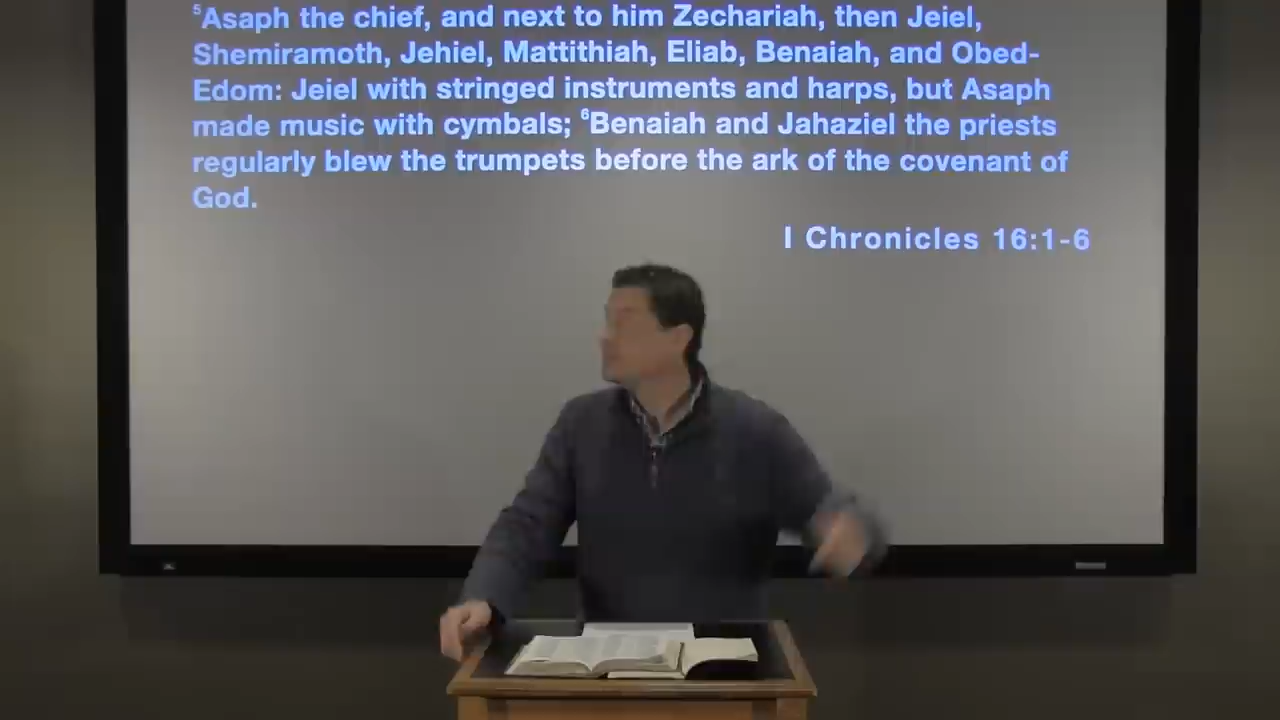 ⁵Asaph the chief, and next to him Zechariah, then Jeiel,
Shemiramoth, Jehiel, Mattithiah, Eliab, Benaiah, and Obed-
Edom: Jeiel with stringed instruments and harps, but Asaph
made music with cymbals; ⁶Benaiah and Jahaziel the priests
regularly blew the trumpets before the ark of the covenant of
God.
I Chronicles 16:1-6